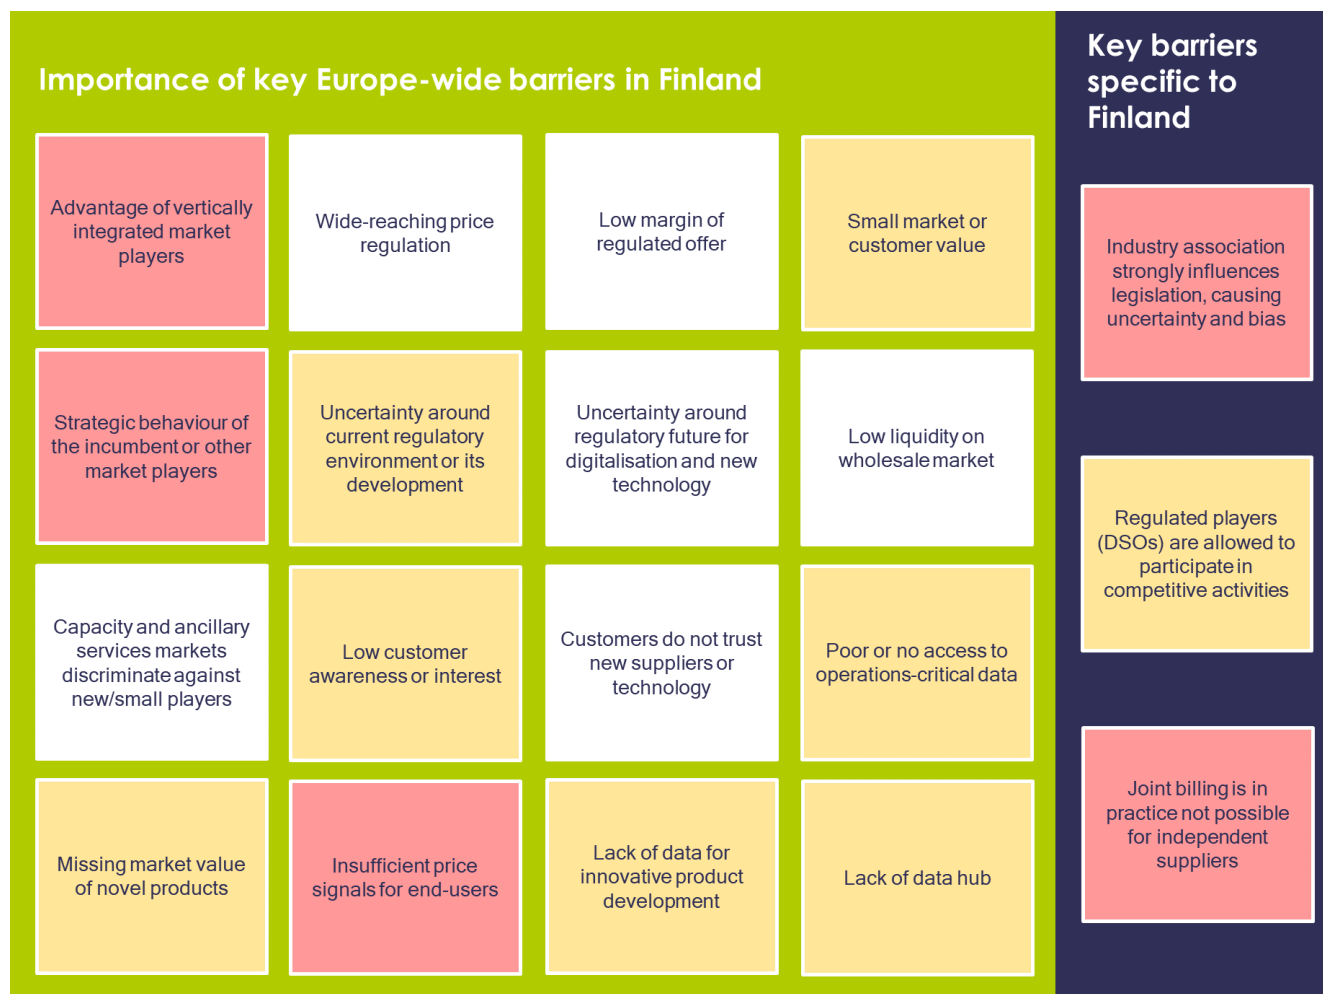 Importance of key Europe-wide barriers in Finland
Advantage of vertically
integrated market
players
Wide-reaching price
regulation
Low margin of
regulated offer
Small market or
customer value
Strategic behaviour of
the incumbent or other
market players
Uncertainty around
current regulatory
environment or its
development
Uncertainty around
regulatory future for
digitalisation and new
technology
Low liquidity on
wholesale market
Capacity and ancillary
services markets
discriminate against
new/small players
Low customer
awareness or interest
Customers do not trust
new suppliers or
technology
Poor or no access to
operations-critical data
Missing market value
of novel products
Insufficient price
signals for end-users
Lack of data for
innovative product
development
Lack of data hub
Key barriers
specific to
Finland
Industry association
strongly influences
legislation, causing
uncertainty and bias
Regulated players
(DSOs) are allowed to
participate in
competitive activities
Joint billing is in
practice not possible
for independent
suppliers